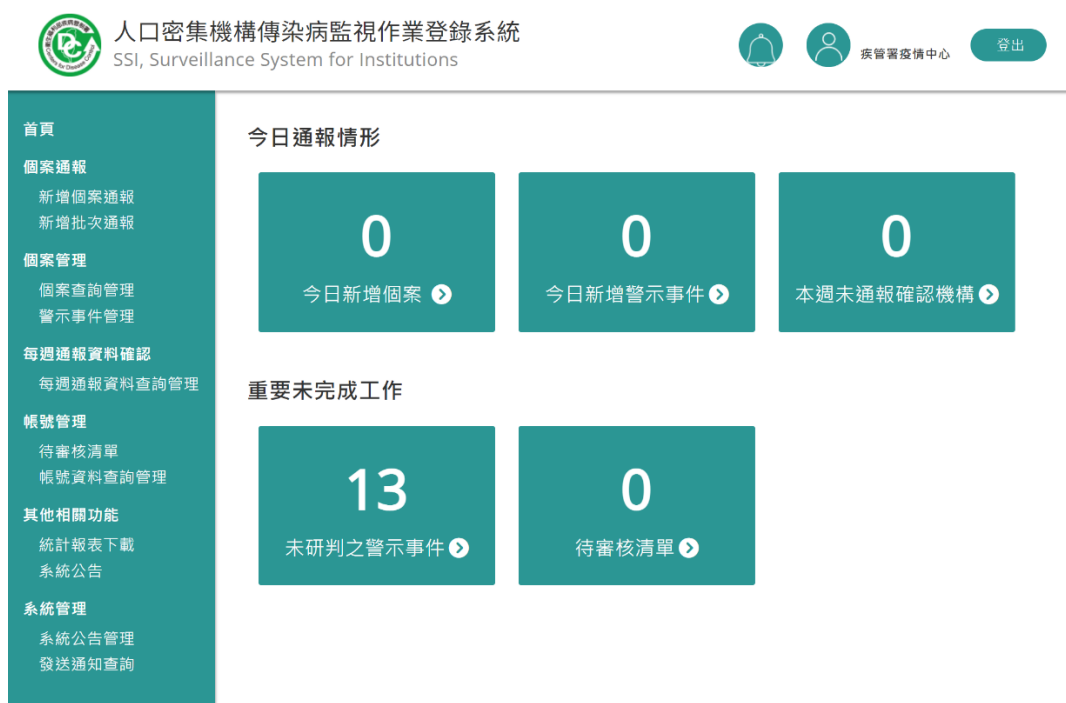 人口密集機構傳染病監視作業登錄系統
SSI, Surveillance System for Institutions
疾管署疫情中心
登出
首頁
個案通報
新增個案通報
新增批次通報
個案管理
個案查詢管理
警示事件管理
每週通報資料確認
每週通報資料查詢管理
帳號管理
待審核清單
帳號資料查詢管理
其他相關功能
統計報表下載
系統公告
系統管理
系統公告管理
發送通知查詢
今日通報情形
0
今日新增個案
0
今日新增警示事件
0
本週未通報確認機構
重要未完成工作
13
未研判之警示事件
0
待審核清單